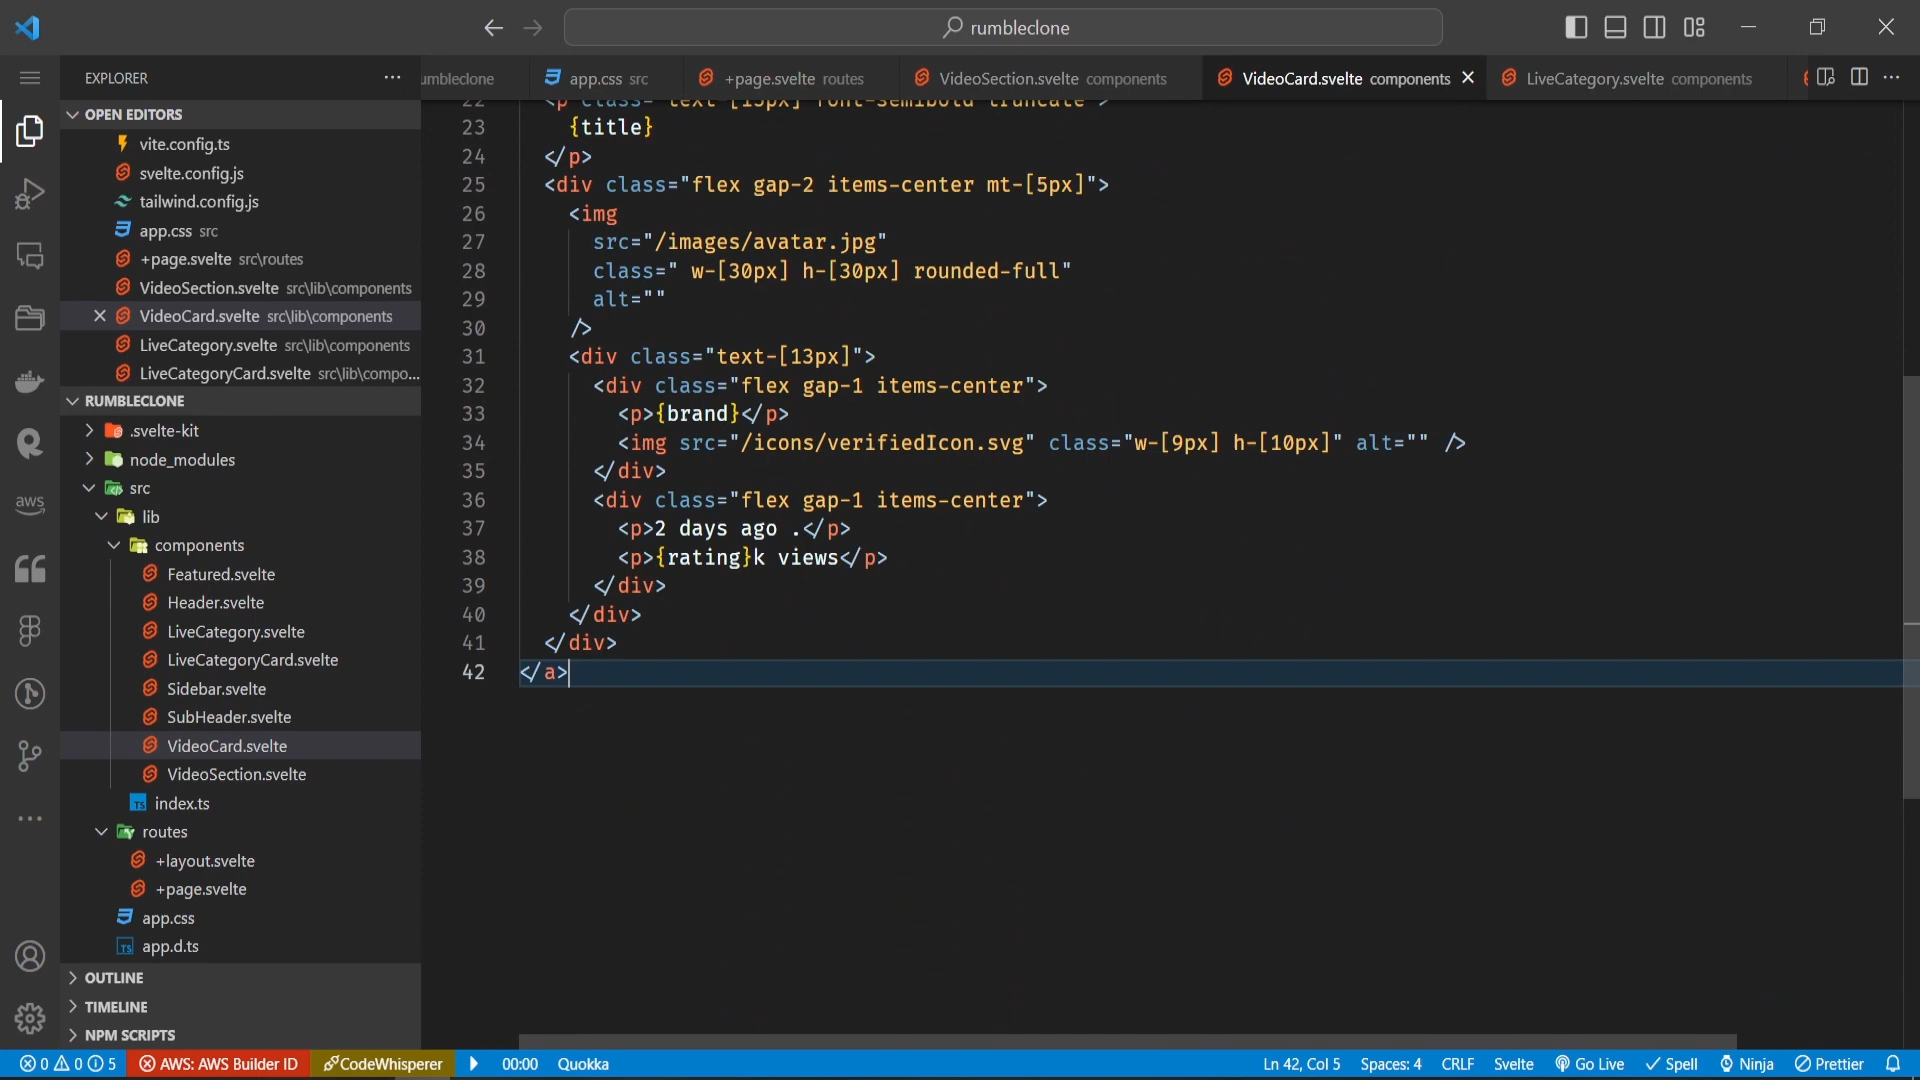 rumbleclone
EXPLORER
umbleclone
app.css src
+page.svelte routes
VideoSection.svelte components
VideoCard.svelte components
LiveCategory.svelte components
OPEN EDITORS
vite.config.ts
svelte.config.js
tailwind.config.js
app.css src
+page.svelte src\routes
VideoSection.svelte src\lib\components
VideoCard.svelte src\lib\components
LiveCategory.svelte src\lib\components
LiveCategoryCard.svelte src\lib\compo...
RUMBLECLONE
.svelte-kit
node_modules
src
lib
components
Featured.svelte
Header.svelte
LiveCategory.svelte
LiveCategoryCard.svelte
Sidebar.svelte
SubHeader.svelte
VideoCard.svelte
VideoSection.svelte
index.ts
routes
+layout.svelte
+page.svelte
app.css
app.d.ts
OUTLINE
TIMELINE
NPM SCRIPTS
aws
22 <p class="text-[15px] font-semibold truncate">
23 {title}
24 </p>
25 <div class="flex gap-2 items-center mt-[5px]">
26 <img
27 src="/images/avatar.jpg"
28 class=" w-[30px] h-[30px] rounded-full"
29 alt=""
30 />
31 <div class="text-[13px]">
32 <div class="flex gap-1 items-center">
33 <p>{brand}</p>
34 <img src="/icons/verifiedIcon.svg" class="w-[9px] h-[10px]" alt="" />
35 </div>
36 <div class="flex gap-1 items-center">
37 <p>2 days ago .</p>
38 <p>{rating}k views</p>
39 </div>
40 </div>
41 </div>
42 </a>
0 0 5 AWS: AWS Builder ID CodeWhisperer 00:00 Quokka Ln 42, Col 5 Spaces: 4 CRLF Svelte Go Live Spell Ninja Prettier